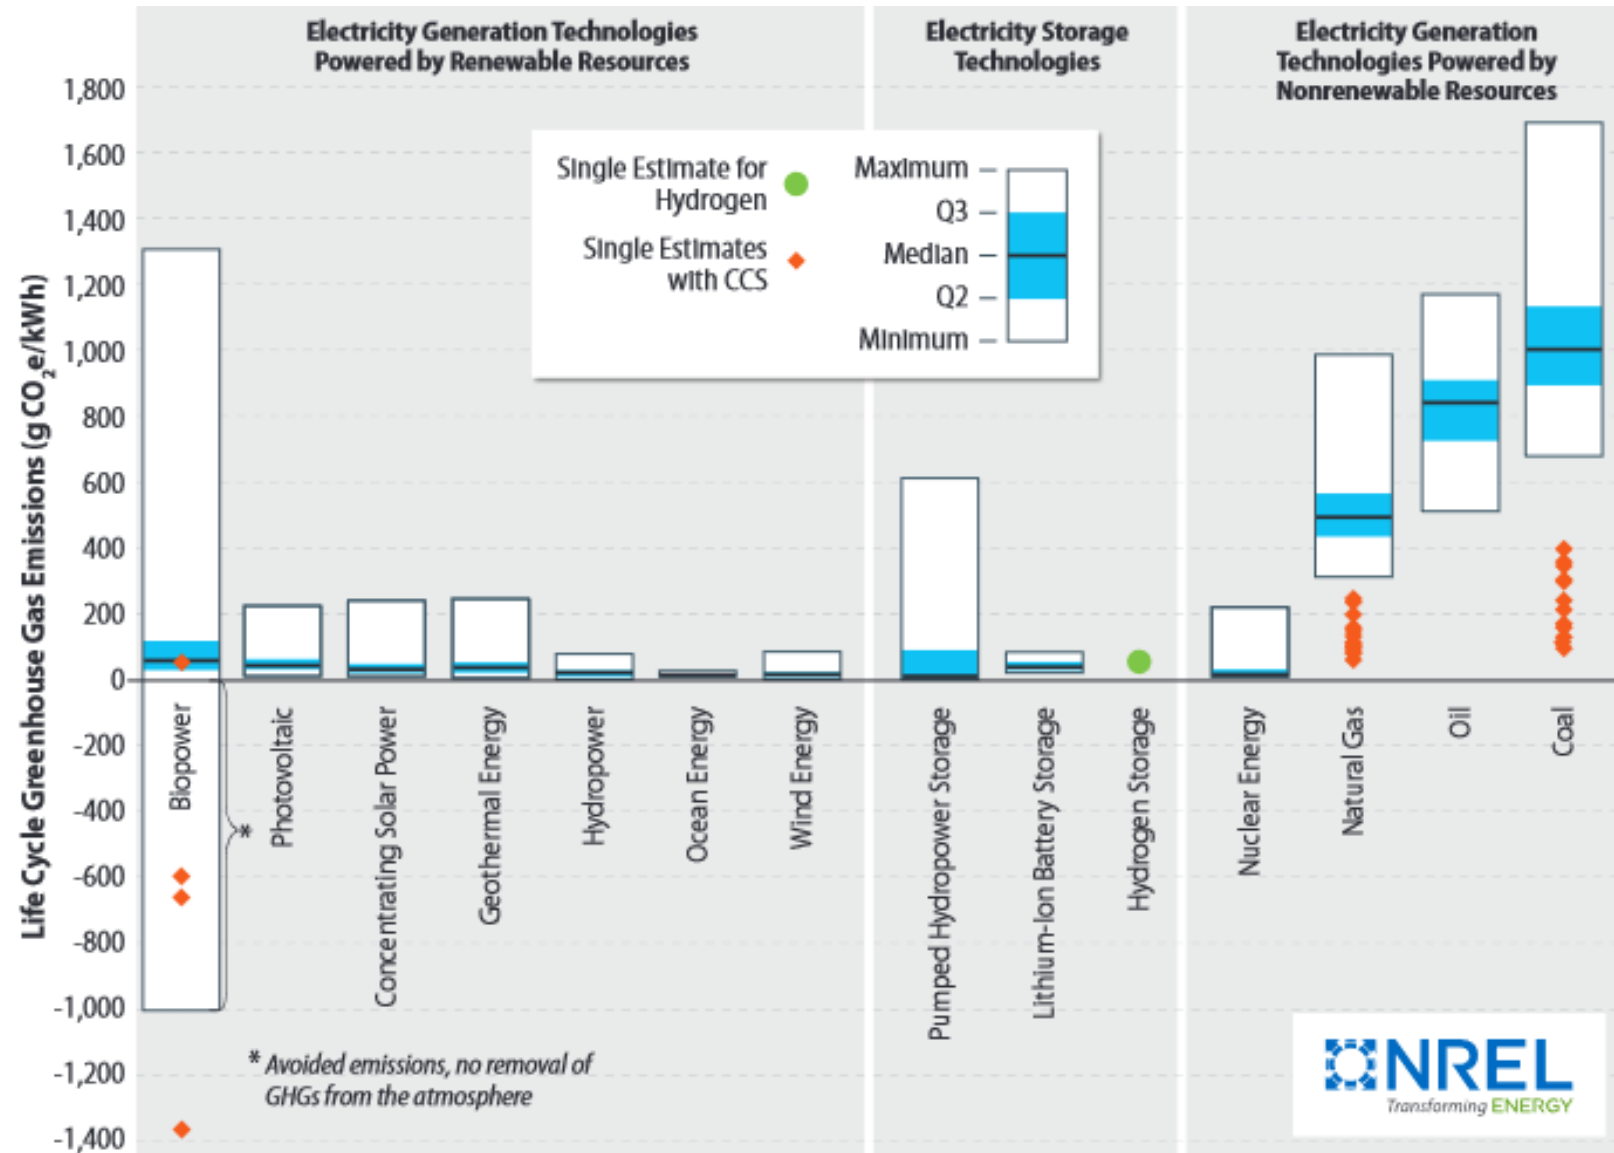 Electricity Generation Technologies
Powered by Renewable Resources
Electricity Storage
Technologies
Electricity Generation
Technologies Powered by
Nonrenewable Resources
Life Cycle Greenhouse Gas Emissions (g CO2e/kWh)
1,800
1,600
1,400
1,200
1,000
800
600
400
200
0
-200
-400
-600
-800
-1,000
-1,200
-1,400
Single Estimate for
Hydrogen
Single Estimates
with CCS
Maximum
Q3
Median
Q2
Minimum
Biopower
*
Photovoltaic
Concentrating Solar Power
Geothermal Energy
Hydropower
Ocean Energy
Wind Energy
Pumped Hydropower Storage
Lithium-Ion Battery Storage
Hydrogen Storage
Nuclear Energy
Natural Gas
Oil
Coal
* Avoided emissions, no removal of
GHGs from the atmosphere
NREL
Transforming ENERGY